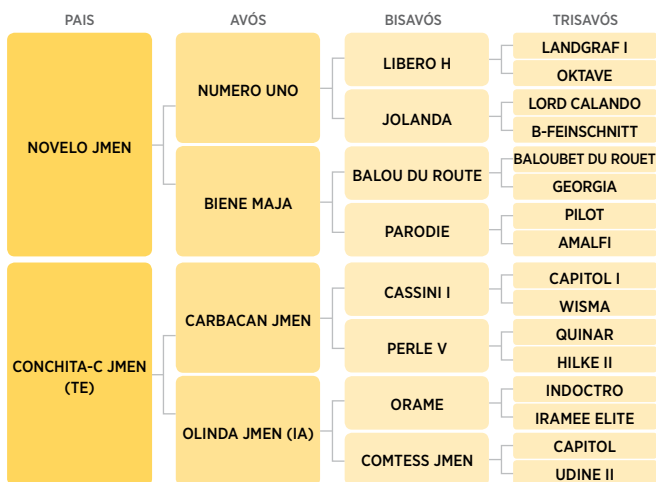 PAIS
AVÓS
BISAVÓS
TRISAVÓS
NOVELO JMEN
NUMERO UNO
LIBERO H
LANDGRAF I
OKTAVE
JOLANDA
LORD CALANDO
B-FEINSCHNITT
BIENE MAJA
BALOU DU ROUTE
BALOUBET DU ROUET
GEORGIA
PARODIE
PILOT
AMALFI
CONCHITA-C JMEN
(TE)
CARBACAN JMEN
CASSINI I
CAPITOL I
WISMA
PERLE V
QUINAR
HILKE II
OLINDA JMEN (IA)
ORAME
INDOCTRO
IRAMEE ELITE
COMTESS JMEN
CAPITOL
UDINE II